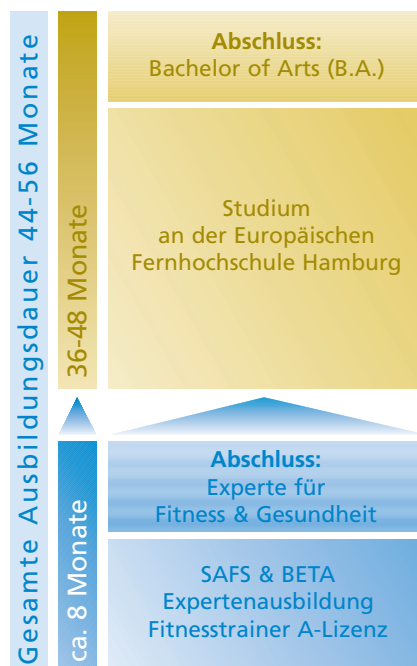 Gesamte Ausbildungsdauer 44-56 Monate
36-48 Monate
ca. 8 Monate
Abschluss:
Bachelor of Arts (B.A.)
Studium
an der Europäischen
Fernhochschule Hamburg
Abschluss:
Experte für
Fitness & Gesundheit
SAFS & BETA
Expertenausbildung
Fitnesstrainer A-Lizenz